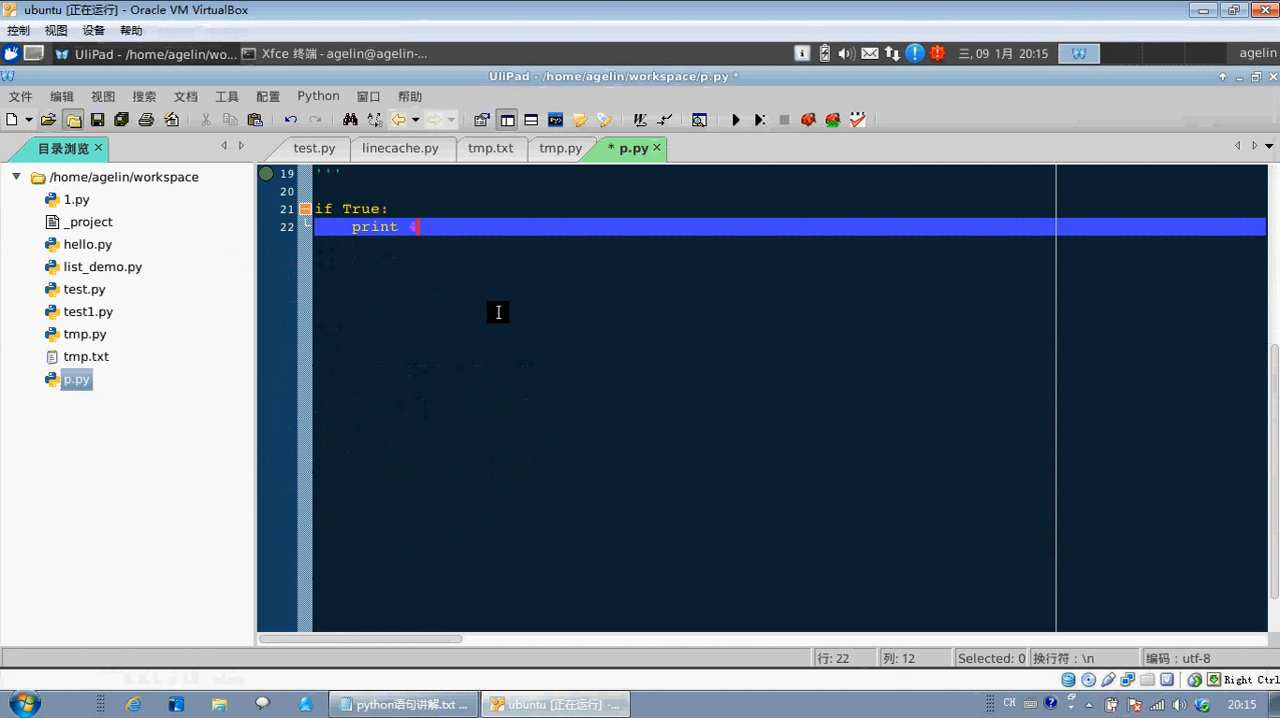 ubuntu [正在运行] - Oracle VM VirtualBox
控制 视图 设备 帮助
UliPad - /home/agelin/wo... Xfce 终端 - agelin@agelin-... 三, 09 1月 20:15 agelin
UliPad - /home/agelin/workspace/p.py *
文件 编辑 视图 搜索 文档 工具 配置 Python 窗口 帮助
目录浏览 test.py linecache.py tmp.txt tmp.py * p.py
/home/agelin/workspace
1.py
_project
hello.py
list_demo.py
test.py
test1.py
tmp.py
tmp.txt
p.py
19 '''
20
21 if True:
22 print
行: 22 列: 12 Selected: 0 换行符：\n 编码：utf-8
Right Ctrl
python语句讲解.txt ... ubuntu [正在运行] -... CH 20:15